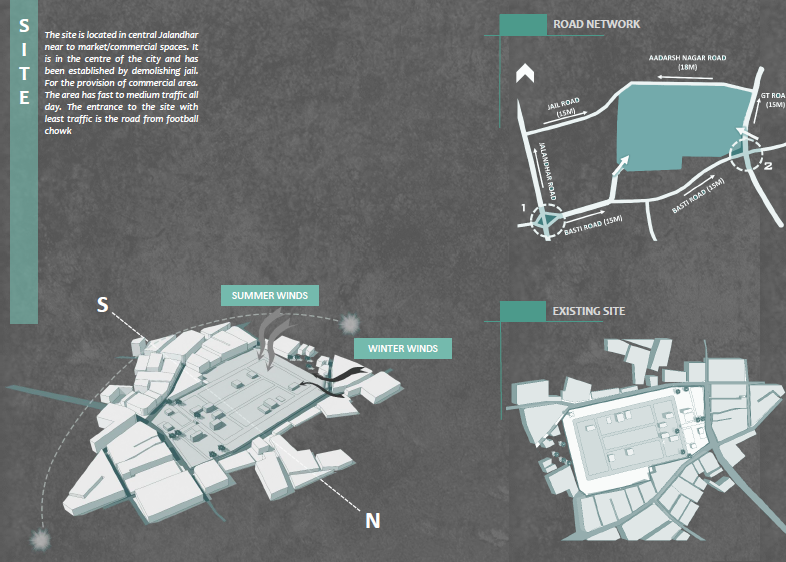 S
I
T
E
The site is located in central Jalandhar
near to market/commercial spaces. It
is in the centre of the city and has
been established by demolishing jail.
For the provision of commercial area.
The area has fast to medium traffic all
day. The entrance to the site with
least traffic is the road from football
chowk
ROAD NETWORK
AADARSH NAGAR ROAD
(18M)
JAIL ROAD
(15M)
GT ROA
(15M)
JALANDHAR ROAD
1
2
BASTI ROAD (15M)
BASTI ROAD (15M)
SUMMER WINDS
S
WINTER WINDS
N
EXISTING SITE